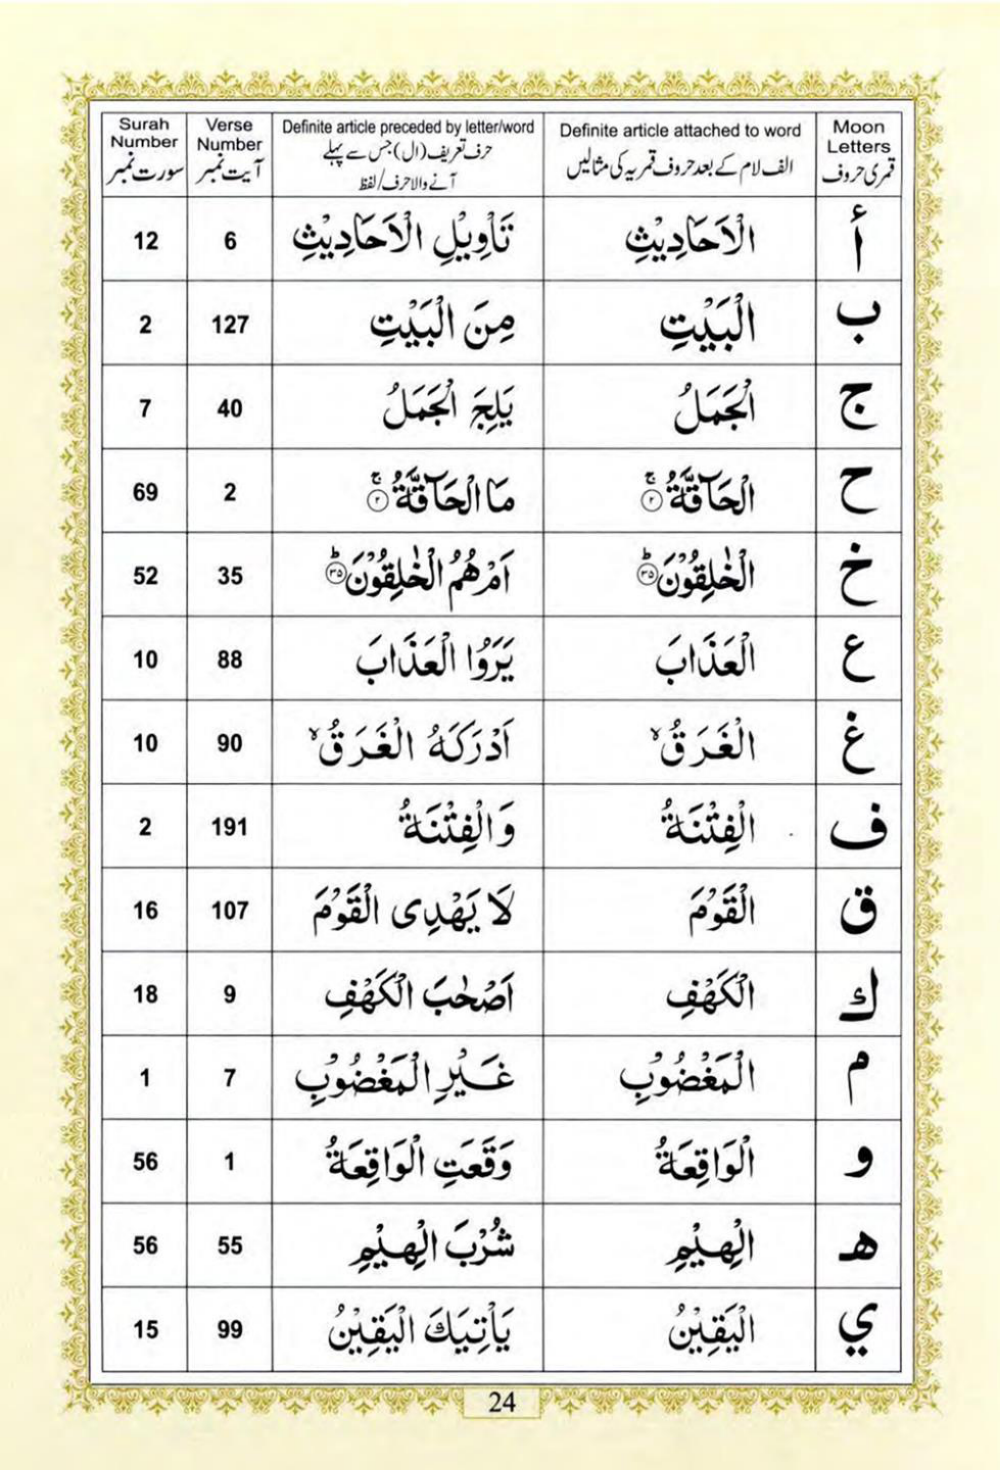 Surah Number سورت نمبر | Verse Number آیت نمبر | Definite article preceded by letter/word حرف تعریف (ال) جس سے پہلے آنے والا حرف/لفظ | Definite article attached to word الف لام کے بعد حروف قمریہ کی مثالیں | Moon Letters قمری حروف
12 | 6 | تَاْوِيْلِ الْاَحَادِيْثِ | الْاَحَادِيْثِ | أ
2 | 127 | مِنَ الْبَيْتِ | الْبَيْتِ | ب
7 | 40 | يَلِجَ الْجَمَلُ | الْجَمَلُ | ج
69 | 2 | مَا الْحَآقَّةُ ۚ ۝٢ | الْحَآقَّةُ ۚ ۝٢ | ح
52 | 35 | اَمْ هُمُ الْخٰلِقُوْنَ ؕ ۝٣٥ | الْخٰلِقُوْنَ ؕ ۝٣٥ | خ
10 | 88 | يَرَوُا الْعَذَابَ | الْعَذَابَ | ع
10 | 90 | اَدْرَكَهُ الْغَرَقُ ۙ | الْغَرَقُ ۙ | غ
2 | 191 | وَالْفِتْنَةُ | الْفِتْنَةُ | ف
16 | 107 | لَا يَهْدِى الْقَوْمَ | الْقَوْمَ | ق
18 | 9 | اَصْحٰبَ الْكَهْفِ | الْكَهْفِ | ك
1 | 7 | غَيْرِ الْمَغْضُوْبِ | الْمَغْضُوْبِ | م
56 | 1 | وَقَعَتِ الْوَاقِعَةُ | الْوَاقِعَةُ | و
56 | 55 | شُرْبَ الْهِيْمِ | الْهِيْمِ | هـ
15 | 99 | يَاْتِيَكَ الْيَقِيْنُ | الْيَقِيْنُ | ي
24